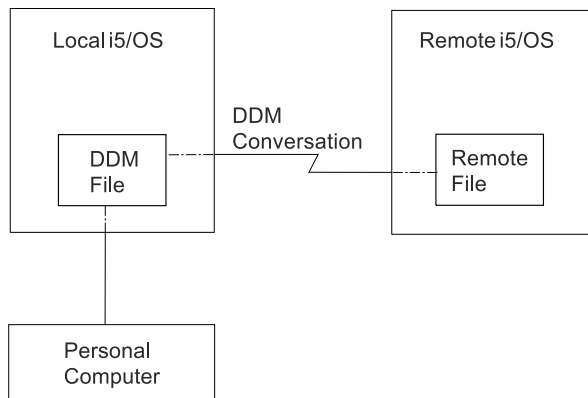 Local i5/OS
Remote i5/OS
DDM
Conversation
DDM
File
Remote
File
Personal
Computer